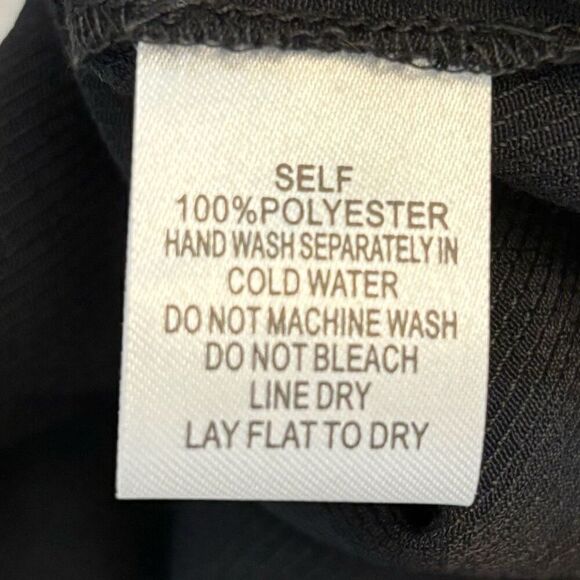 SELF
100%POLYESTER
HAND WASH SEPARATELY IN
COLD WATER
DO NOT MACHINE WASH
DO NOT BLEACH
LINE DRY
LAY FLAT TO DRY